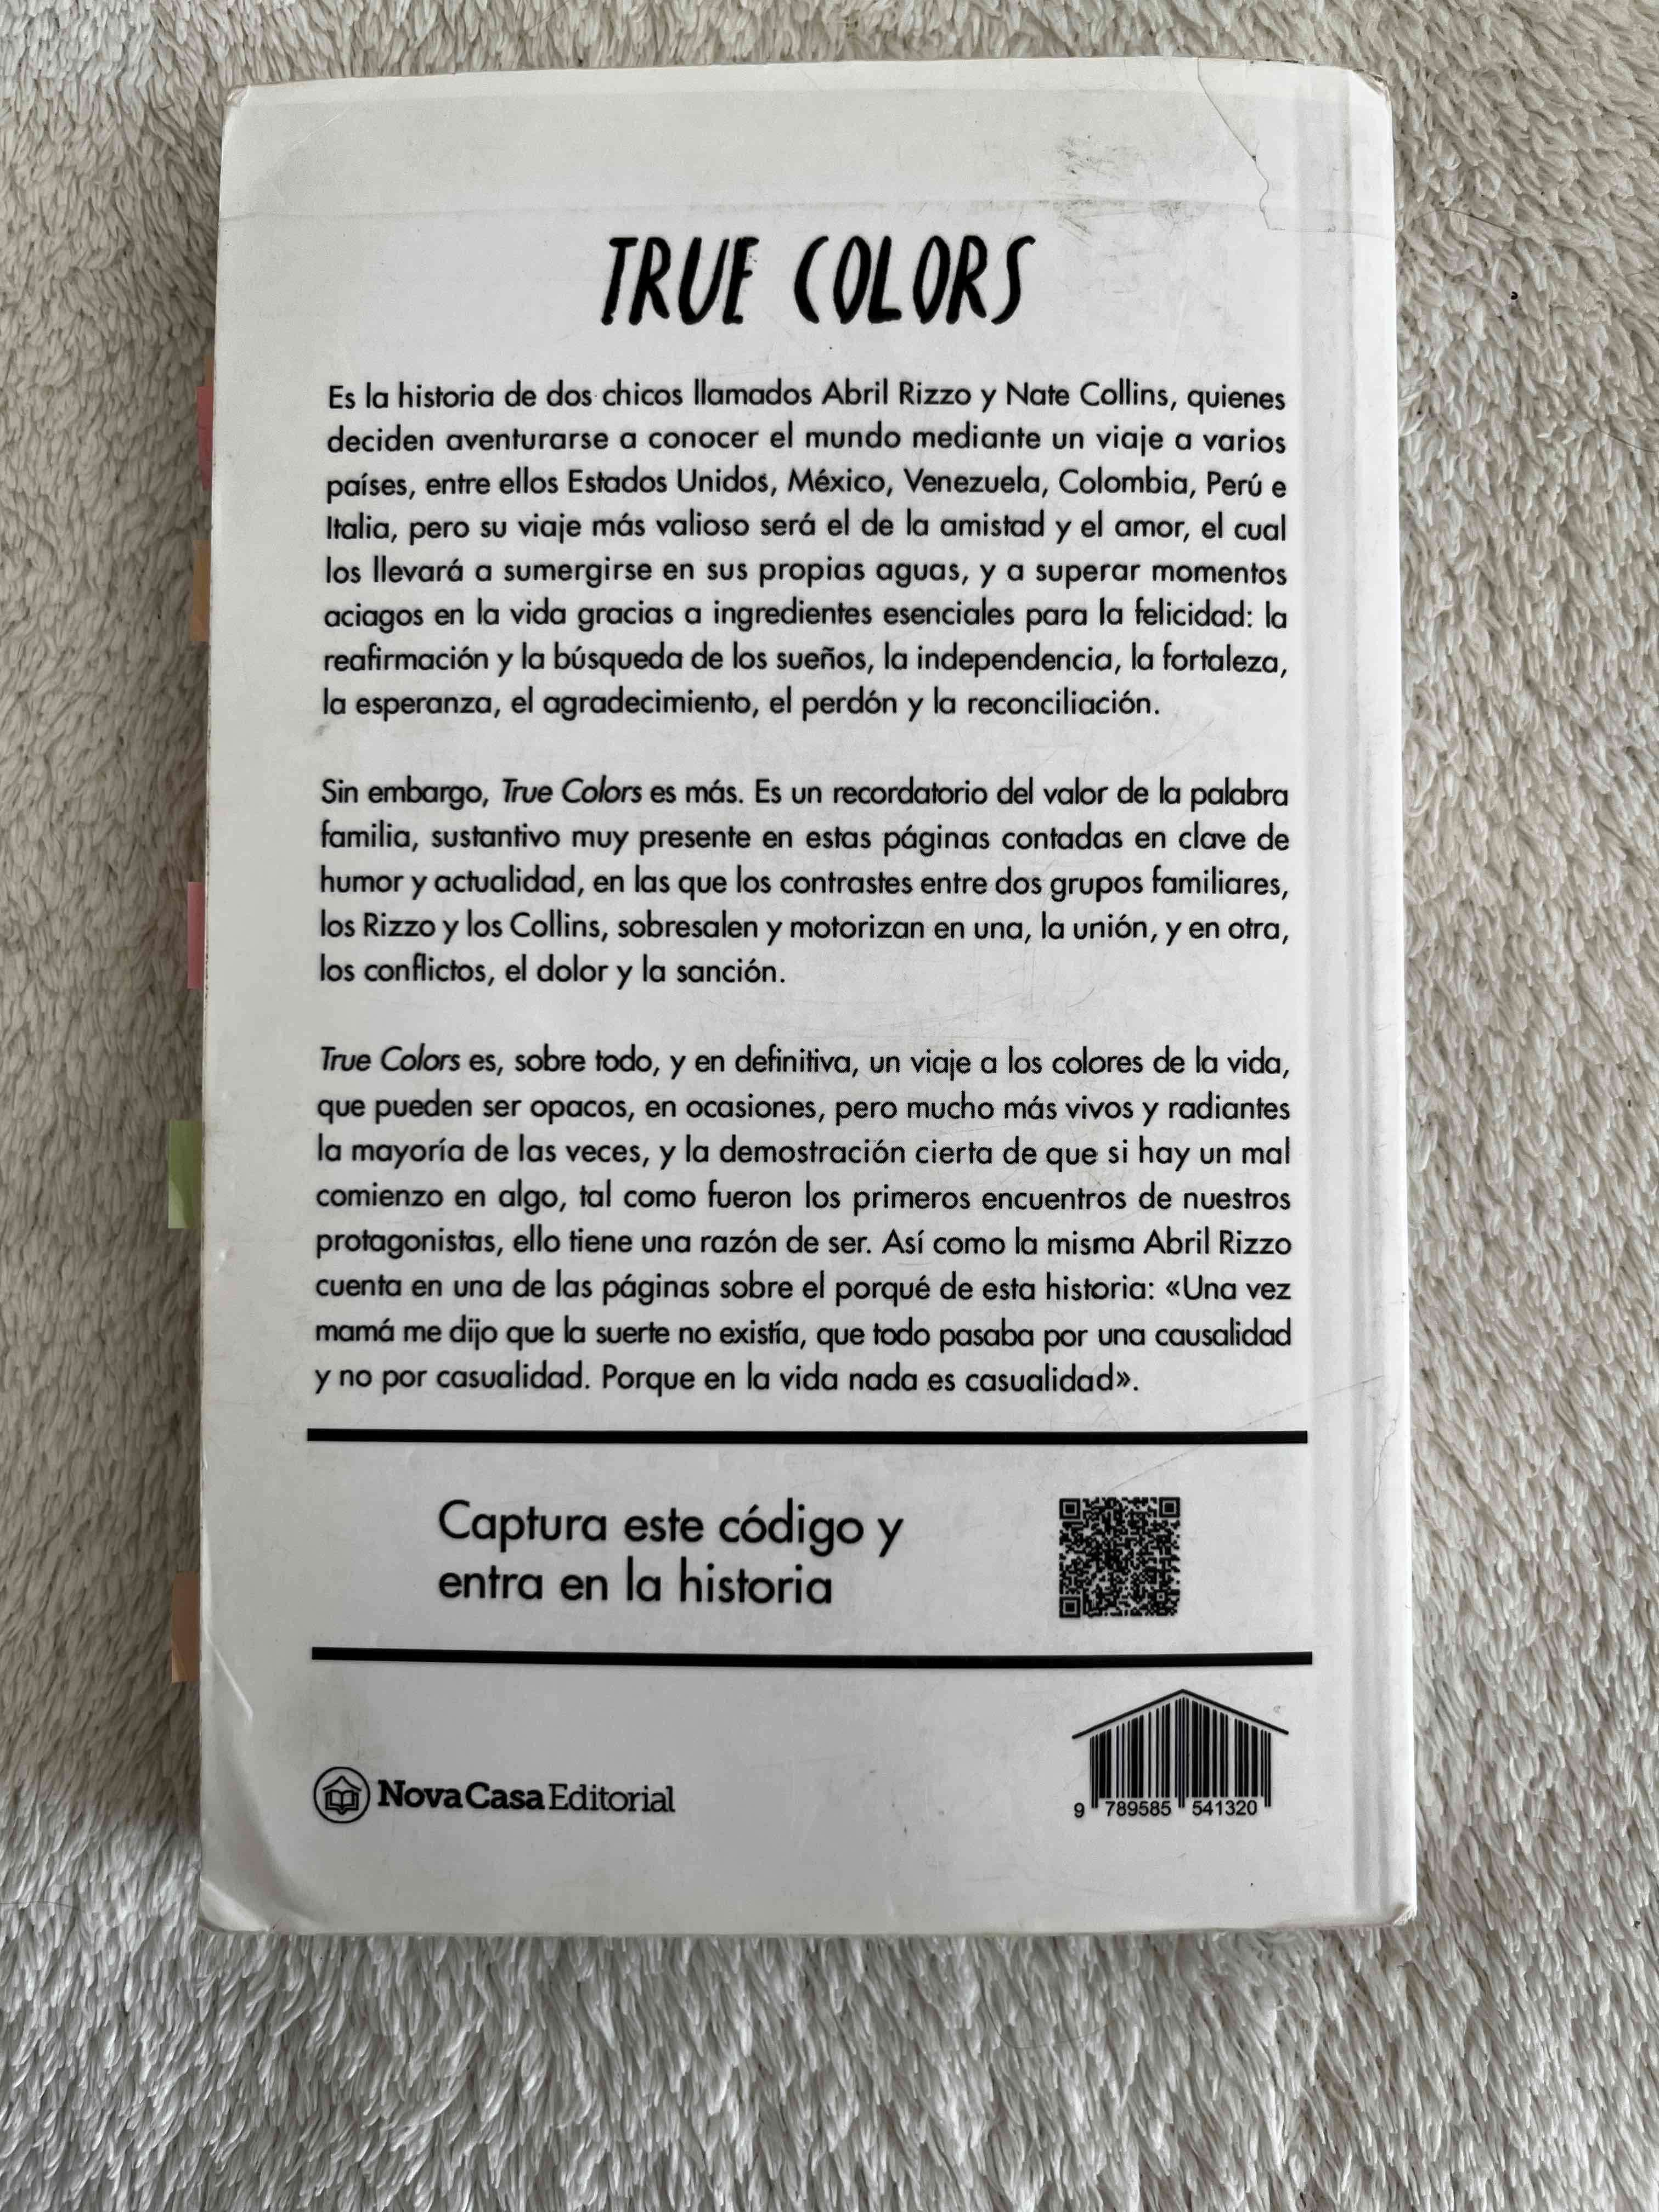 TRUE COLORS
Es la historia de dos chicos llamados Abril Rizzo y Nate Collins, quienes
deciden aventurarse a conocer el mundo mediante un viaje a varios
países, entre ellos Estados Unidos, México, Venezuela, Colombia, Perú e
Italia, pero su viaje más valioso será el de la amistad y el amor, el cual
los llevará a sumergirse en sus propias aguas, y a superar momentos
aciagos en la vida gracias a ingredientes esenciales para la felicidad: la
reafirmación y la búsqueda de los sueños, la independencia, la fortaleza,
la esperanza, el agradecimiento, el perdón y la reconciliación.
Sin embargo, True Colors es más. Es un recordatorio del valor de la palabra
familia, sustantivo muy presente en estas páginas contadas en clave de
humor y actualidad, en las que los contrastes entre dos grupos familiares,
los Rizzo y los Collins, sobresalen y motorizan en una, la unión, y en otra,
los conflictos, el dolor y la sanción.
True Colors es, sobre todo, y en definitiva, un viaje a los colores de la vida,
que pueden ser opacos, en ocasiones, pero mucho más vivos y radiantes
la mayoría de las veces, y la demostración cierta de que si hay un mal
comienzo en algo, tal como fueron los primeros encuentros de nuestros
protagonistas, ello tiene una razón de ser. Así como la misma Abril Rizzo
cuenta en una de las páginas sobre el porqué de esta historia: «Una vez
mamá me dijo que la suerte no existía, que todo pasaba por una causalidad
y no por casualidad. Porque en la vida nada es casualidad».
Captura este código y
entra en la historia
NovaCasaEditorial
9 789585 541320